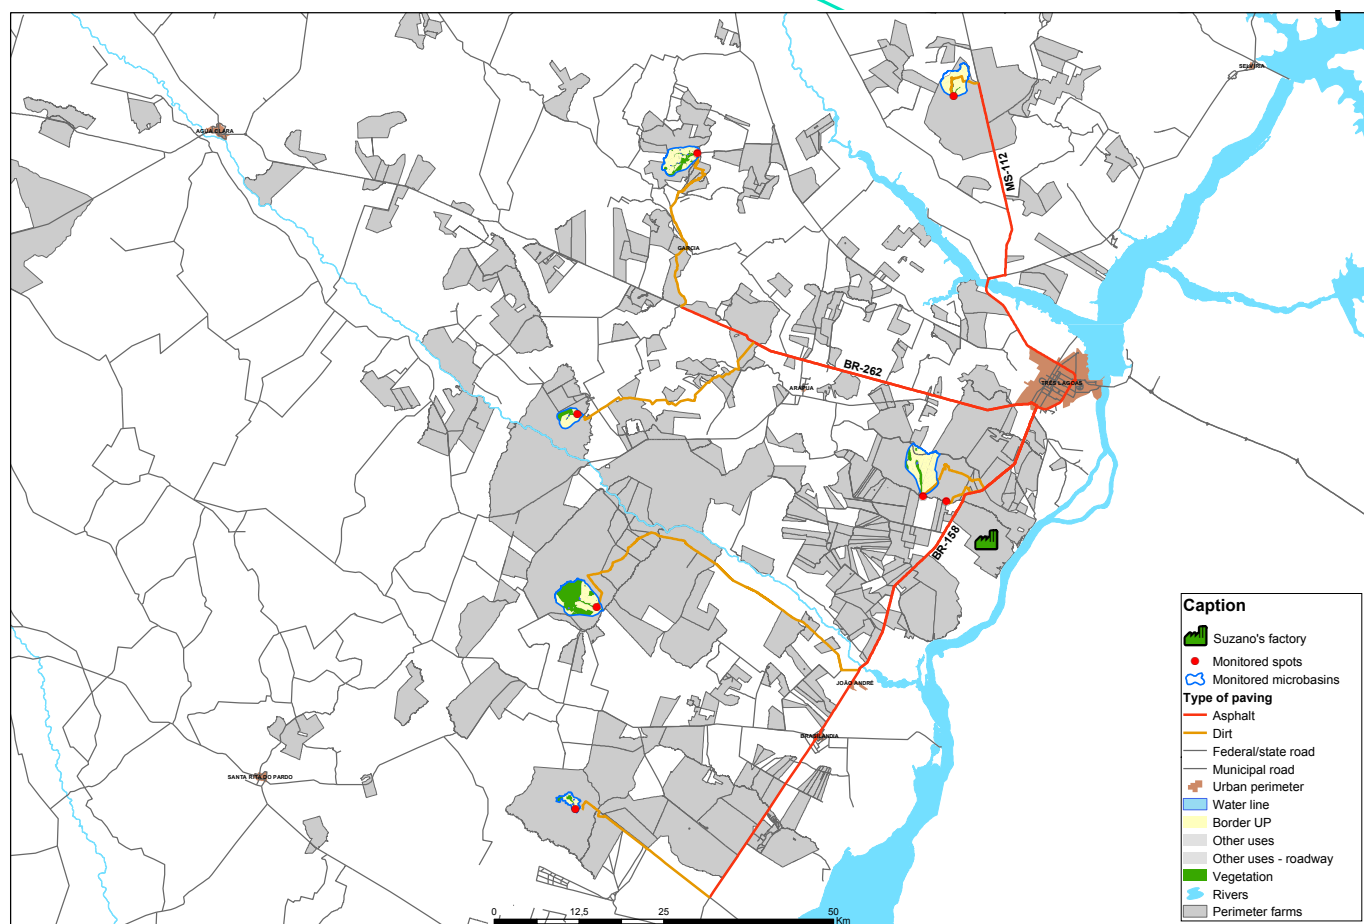 SELVÍRIA
ÁGUA CLARA
MS-112
GARCIA
BR-262
ARAPUA
TRÊS LAGOAS
BR-158
JOÃO ANDRÉ
BRASILÂNDIA
SANTA RITA DO PARDO
0 12,5 25 50
Km
Caption
Suzano's factory
Monitored spots
Monitored microbasins
Type of paving
Asphalt
Dirt
Federal/state road
Municipal road
Urban perimeter
Water line
Border UP
Other uses
Other uses - roadway
Vegetation
Rivers
Perimeter farms